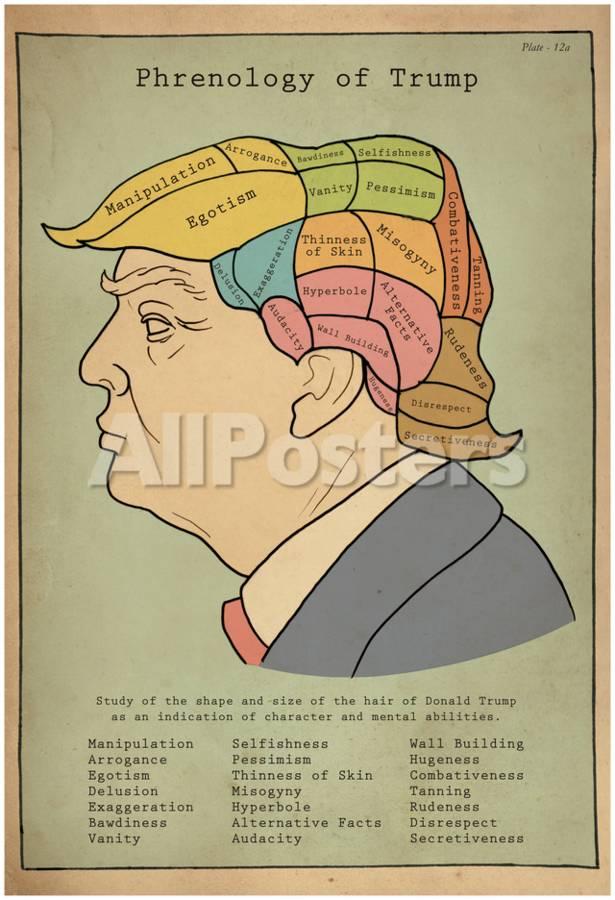 Plate - 12a
Phrenology of Trump
Manipulation
Arrogance
Bawdiness
Selfishness
Egotism
Vanity
Pessimism
Combativeness
Tanning
Delusion
Exaggeration
Thinness
of Skin
Misogyny
Hyperbole
Alternative
Facts
Audacity
Wall Building
Rudeness
Hugeness
Disrespect
Secretiveness
AllPosters
Study of the shape and size of the hair of Donald Trump
as an indication of character and mental abilities.
Manipulation
Arrogance
Egotism
Delusion
Exaggeration
Bawdiness
Vanity
Selfishness
Pessimism
Thinness of Skin
Misogyny
Hyperbole
Alternative Facts
Audacity
Wall Building
Hugeness
Combativeness
Tanning
Rudeness
Disrespect
Secretiveness